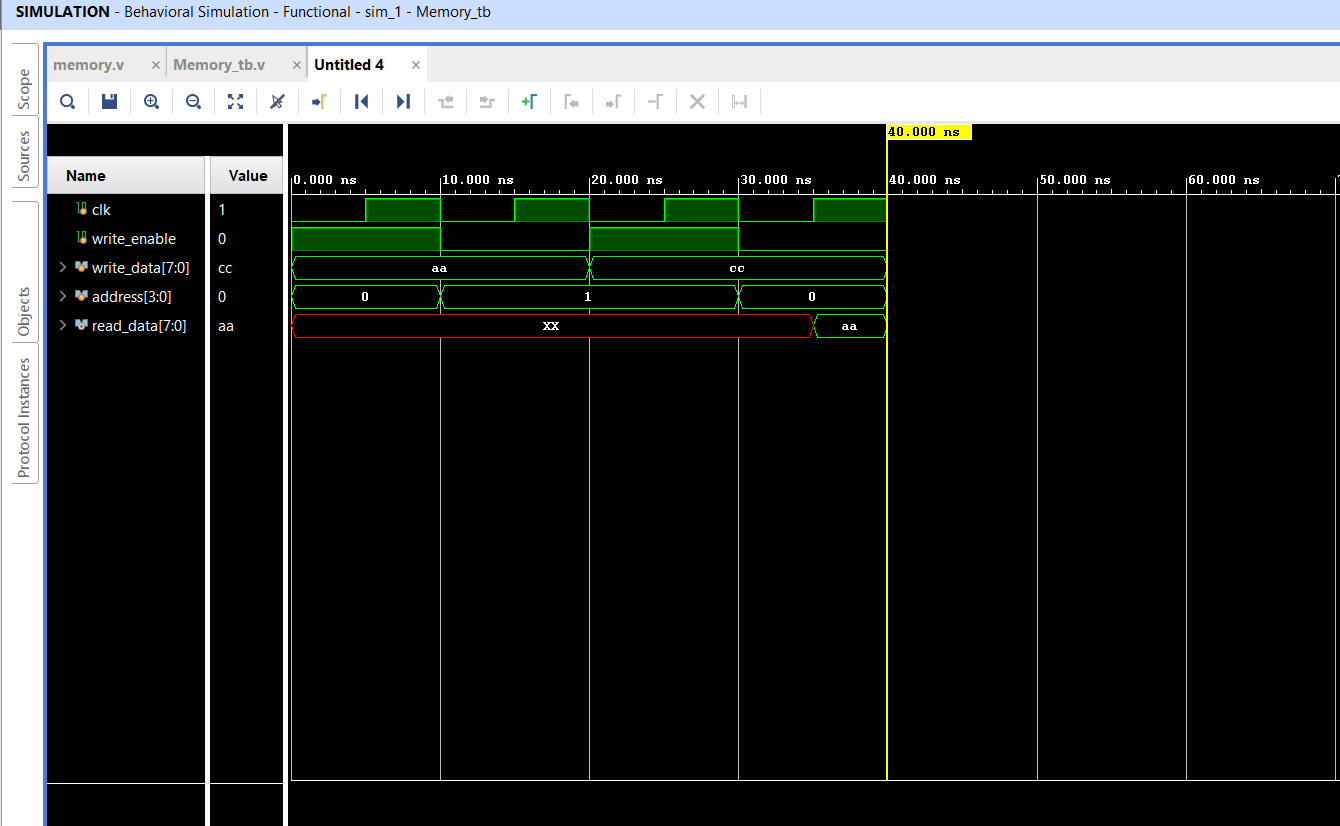 SIMULATION - Behavioral Simulation - Functional - sim_1 - Memory_tb
Scope
Sources
Objects
Protocol Instances
memory.v × Memory_tb.v × Untitled 4 ×
40.000 ns
Name Value
0.000 ns 10.000 ns 20.000 ns 30.000 ns 40.000 ns 50.000 ns 60.000 ns
clk 1
write_enable 0
write_data[7:0] cc aa cc
address[3:0] 0 0 1 0
read_data[7:0] aa XX aa